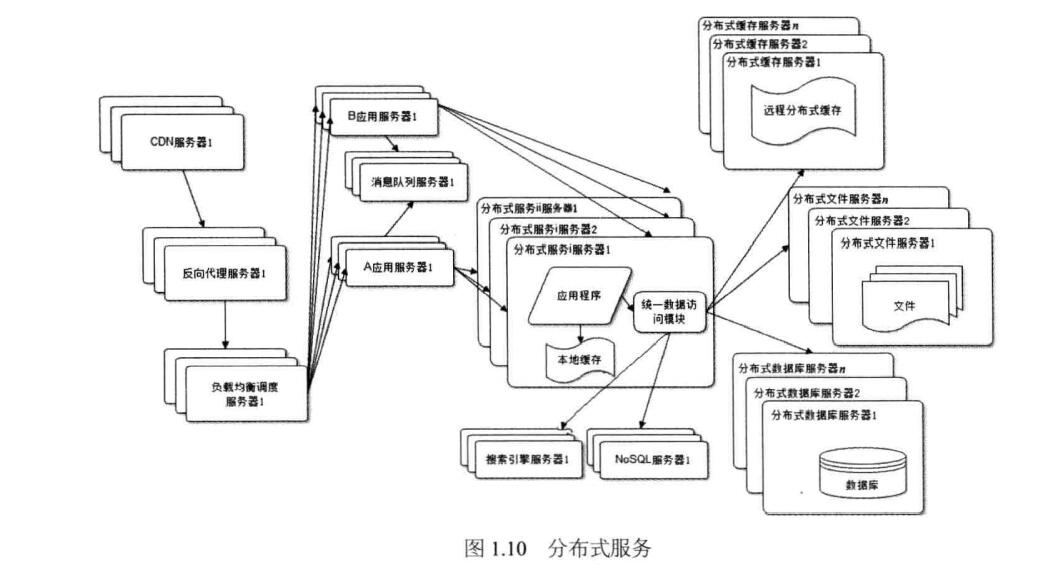 分布式缓存服务器n
分布式缓存服务器2
分布式缓存服务器1
远程分布式缓存
B应用服务器1
CDN服务器1
消息队列服务器1
分布式服务ii服务器1
分布式服务i服务器2
分布式服务i服务器1
分布式文件服务器n
分布式文件服务器2
分布式文件服务器1
反向代理服务器1
A应用服务器1
应用程序
统一数据访
问模块
文件
本地缓存
负载均衡调度
服务器1
分布式数据库服务器n
分布式数据库服务器2
分布式数据库服务器1
搜索引擎服务器1
NoSQL服务器1
数据库
图 1.10 分布式服务